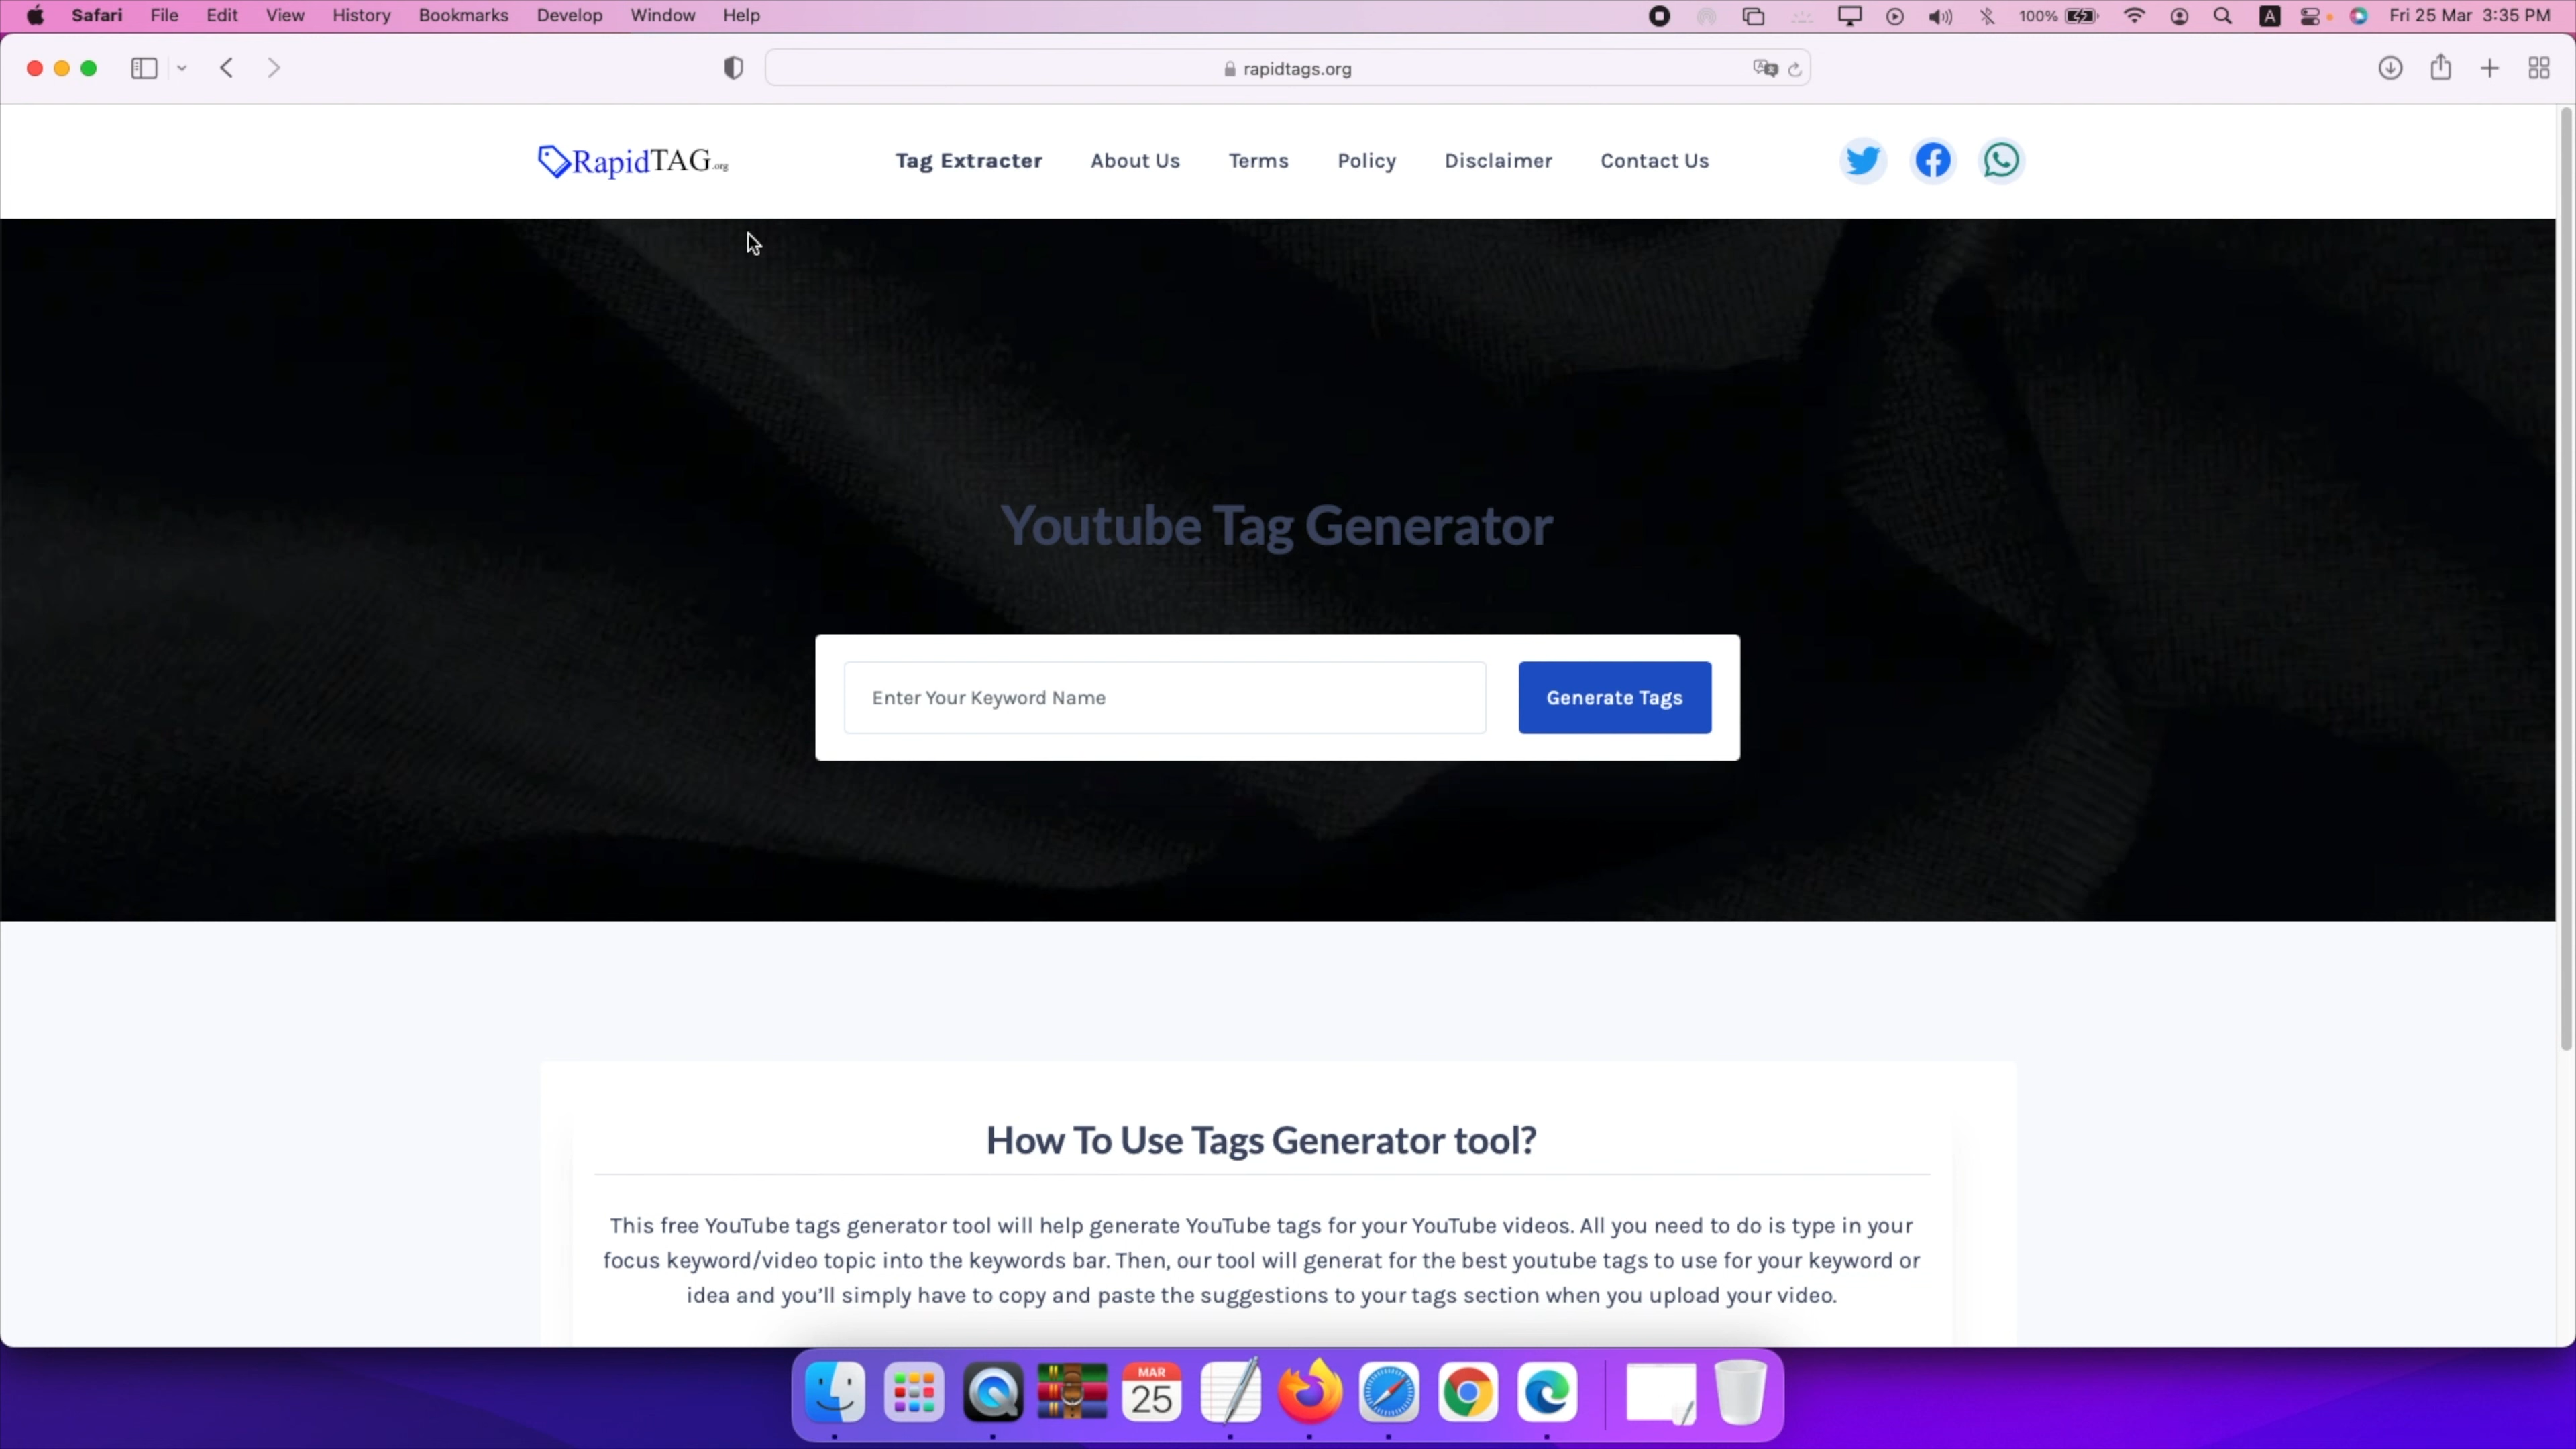 Safari File Edit View History Bookmarks Develop Window Help 100% A Fri 25 Mar 3:35 PM
rapidtags.org
RapidTAG.org Tag Extracter About Us Terms Policy Disclaimer Contact Us
Youtube Tag Generator
Enter Your Keyword Name Generate Tags
How To Use Tags Generator tool?
This free YouTube tags generator tool will help generate YouTube tags for your YouTube videos. All you need to do is type in your
focus keyword/video topic into the keywords bar. Then, our tool will generat for the best youtube tags to use for your keyword or
idea and you'll simply have to copy and paste the suggestions to your tags section when you upload your video.
MAR
25